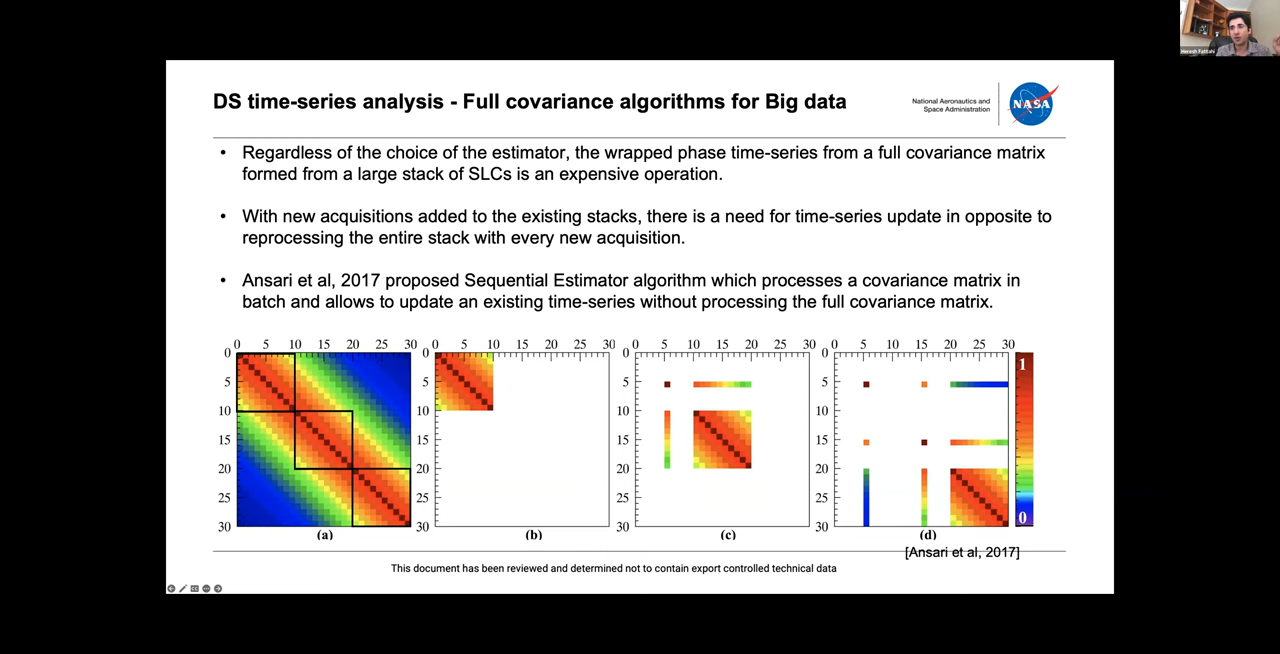 Heresh Fattahi
DS time-series analysis - Full covariance algorithms for Big data
National Aeronautics and
Space Administration
NASA
• Regardless of the choice of the estimator, the wrapped phase time-series from a full covariance matrix
formed from a large stack of SLCs is an expensive operation.
• With new acquisitions added to the existing stacks, there is a need for time-series update in opposite to
reprocessing the entire stack with every new acquisition.
• Ansari et al, 2017 proposed Sequential Estimator algorithm which processes a covariance matrix in
batch and allows to update an existing time-series without processing the full covariance matrix.
0 5 10 15 20 25 30
0
5
10
15
20
25
30
(a)
0 5 10 15 20 25 30
0
5
10
15
20
25
30
(b)
0 5 10 15 20 25 30
0
5
10
15
20
25
30
(c)
0 5 10 15 20 25 30
0
5
10
15
20
25
30
(d)
1
0
[Ansari et al, 2017]
This document has been reviewed and determined not to contain export controlled technical data